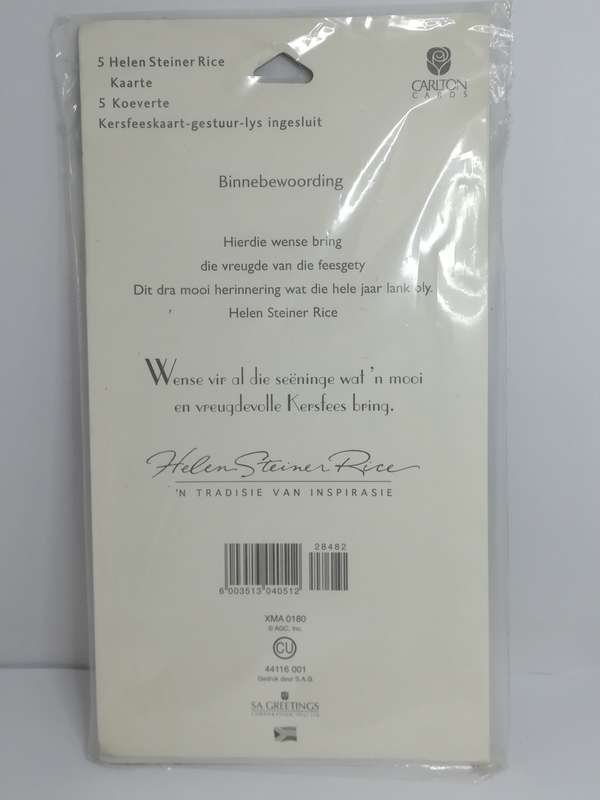 5 Helen Steiner Rice
Kaarte
5 Koeverte
Kersfeeskaart-gestuur-lys ingesluit
CARLTON
CARDS
Binnebewoording
Hierdie wense bring
die vreugde van die feesgety
Dit dra mooi herinnering wat die hele jaar lank bly.
Helen Steiner Rice
Wense vir al die seëninge wat 'n mooi
en vreugdevolle Kersfees bring.
Helen Steiner Rice
'N TRADISIE VAN INSPIRASIE
28482
6 003513 040512
XMA 0180
© AGC, Inc.
CU
44116 001
Gedruk deur S.A.G.
SA GREETINGS